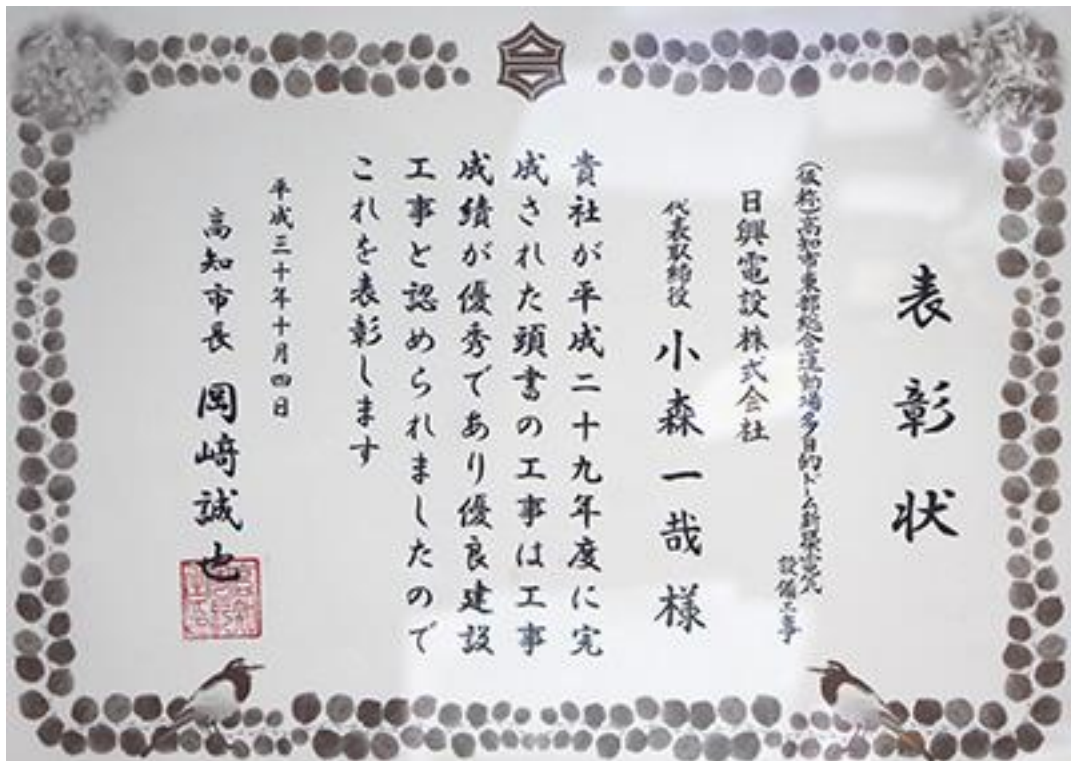 表彰状
(仮称)高知市東部総合運動場多目的ドーム新築電気
設備工事
日興電設株式会社
代表取締役 小森一哉様
貴社が平成二十九年度に完
成された頭書の工事は工事
成績が優秀であり優良建設
工事と認められましたので
これを表彰します
平成三十年十月四日
高知市長 岡﨑誠也